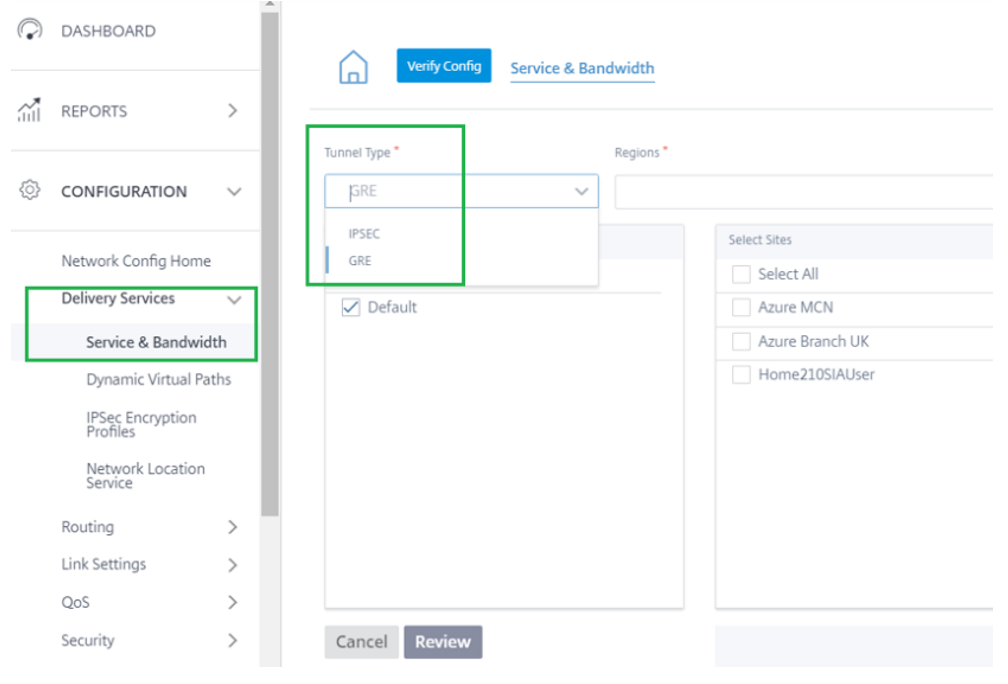 DASHBOARD
REPORTS
CONFIGURATION
Network Config Home
Delivery Services
Service & Bandwidth
Dynamic Virtual Paths
IPSec Encryption
Profiles
Network Location
Service
Routing
Link Settings
QoS
Security
Verify Config
Service & Bandwidth
Tunnel Type *
Regions *
GRE
IPSEC
GRE
Default
Select Sites
Select All
Azure MCN
Azure Branch UK
Home210SIAUser
Cancel
Review